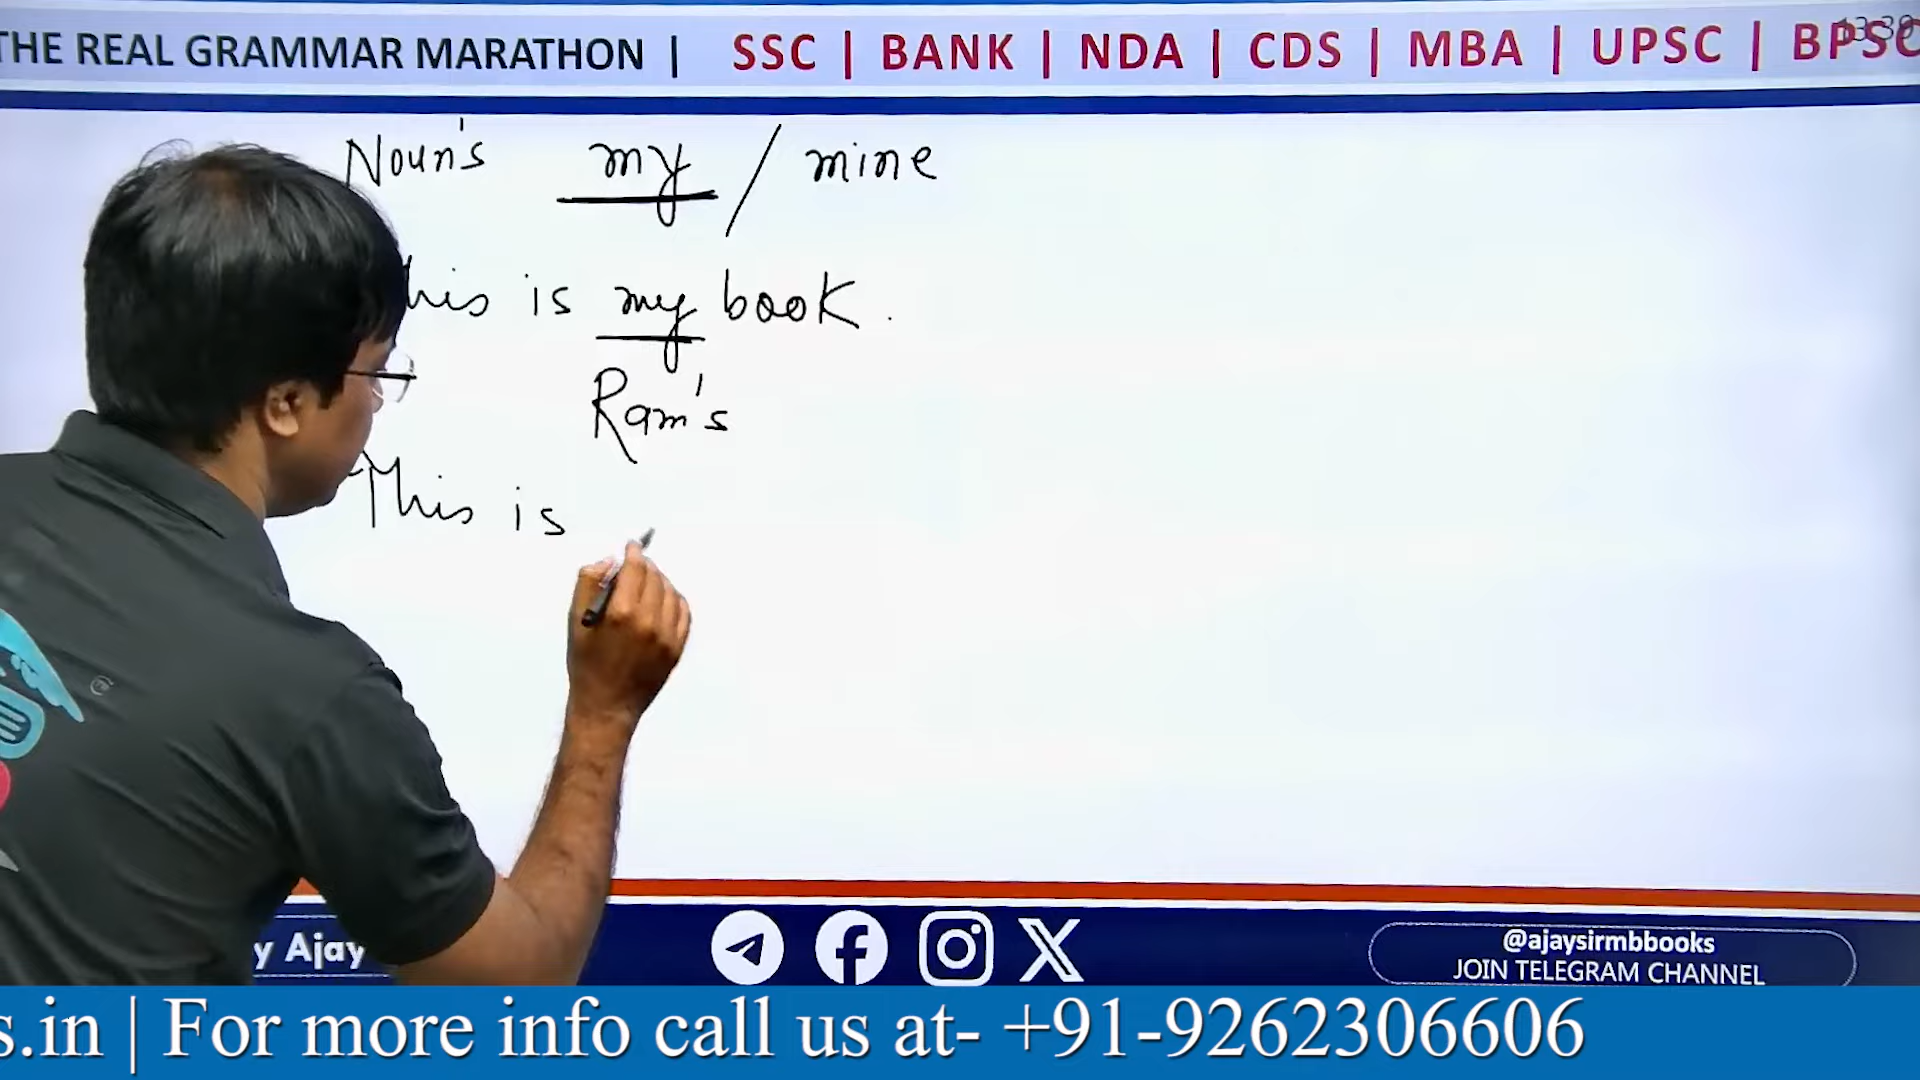 THE REAL GRAMMAR MARATHON | SSC | BANK | NDA | CDS | MBA | UPSC | BPSC
Noun's my / mine
This is my book.
Ram's
This is
y Ajay
@ajaysirmbbooks
JOIN TELEGRAM CHANNEL
s.in | For more info call us at- +91-9262306606